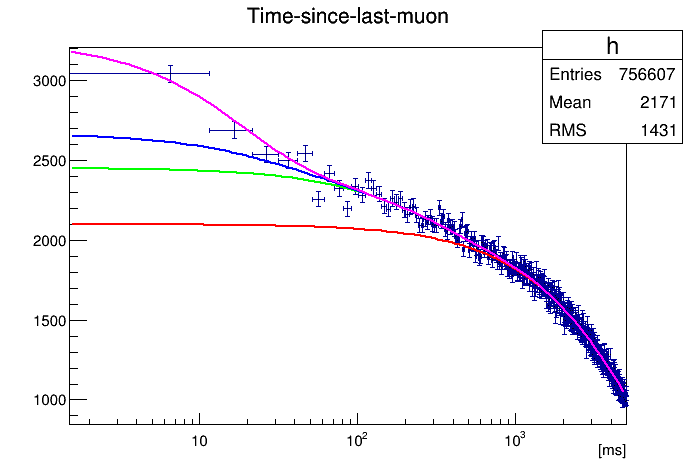 Time-since-last-muon
h
Entries 756607
Mean 2171
RMS 1431
3000
2500
2000
1500
1000
10 10² 10³
[ms]